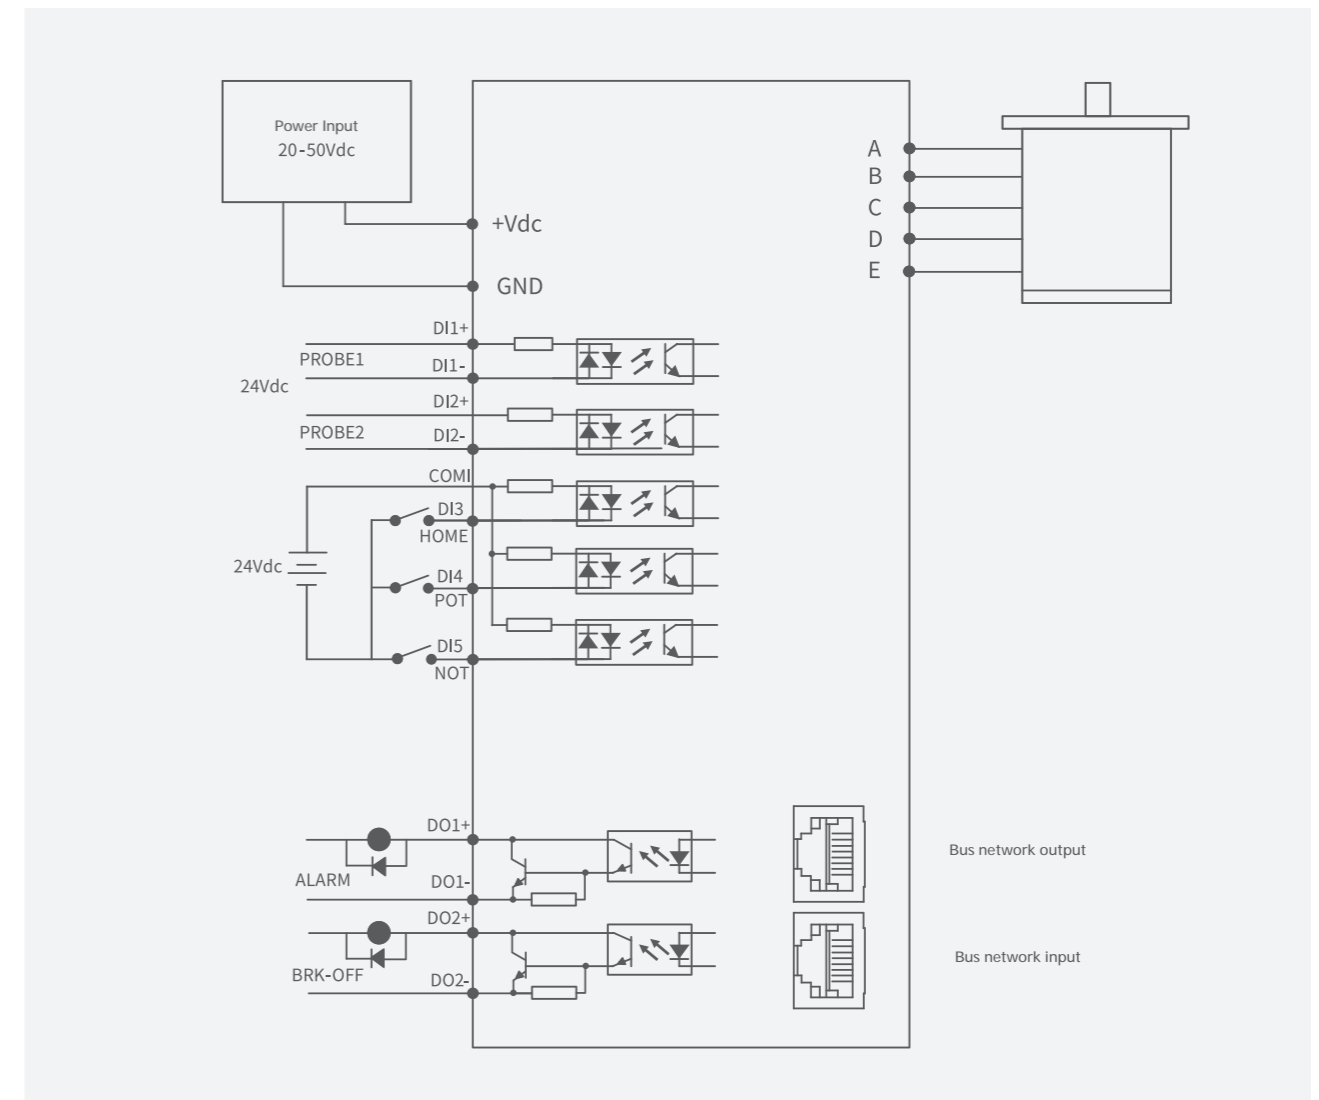 Power Input
20-50Vdc
+Vdc
GND
A
B
C
D
E
DI1+
PROBE1
DI1-
24Vdc
DI2+
PROBE2
DI2-
COMI
DI3
HOME
24Vdc
DI4
POT
DI5
NOT
DO1+
ALARM
DO1-
DO2+
BRK-OFF
DO2-
Bus network output
Bus network input